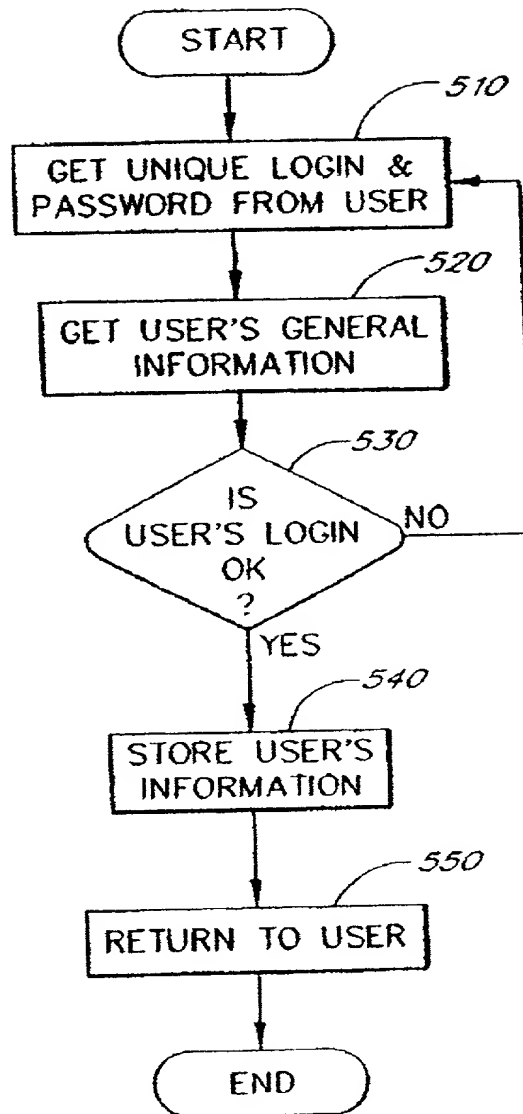 START
510
GET UNIQUE LOGIN &
PASSWORD FROM USER
520
GET USER'S GENERAL
INFORMATION
530
IS
USER'S LOGIN
OK
?
NO
YES
540
STORE USER'S
INFORMATION
550
RETURN TO USER
END